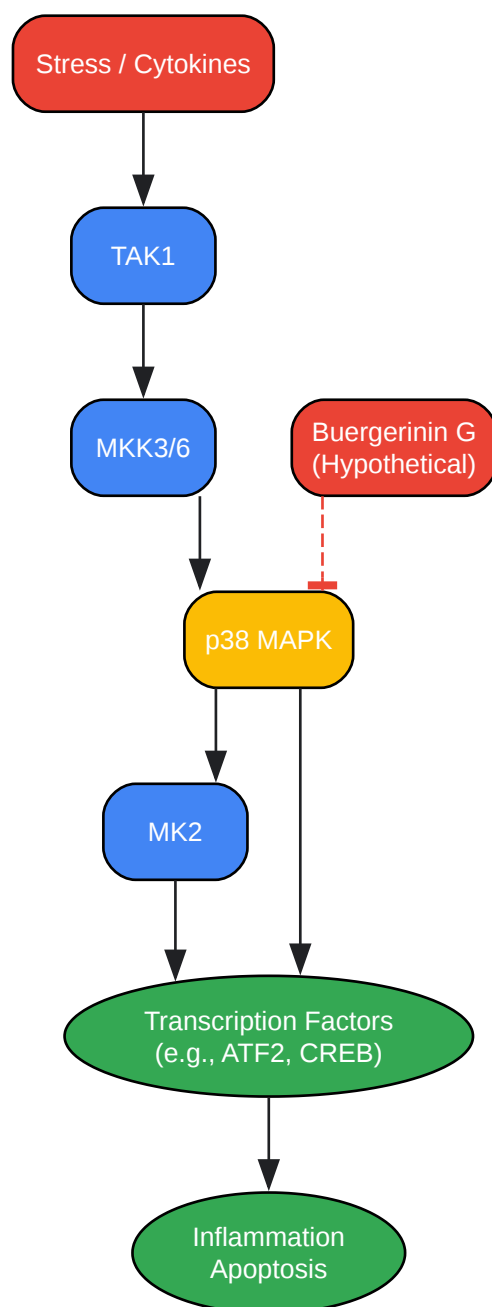 Stress / Cytokines
TAK1
MKK3/6
Buergerinin G
(Hypothetical)
p38 MAPK
MK2
Transcription Factors
(e.g., ATF2, CREB)
Inflammation
Apoptosis